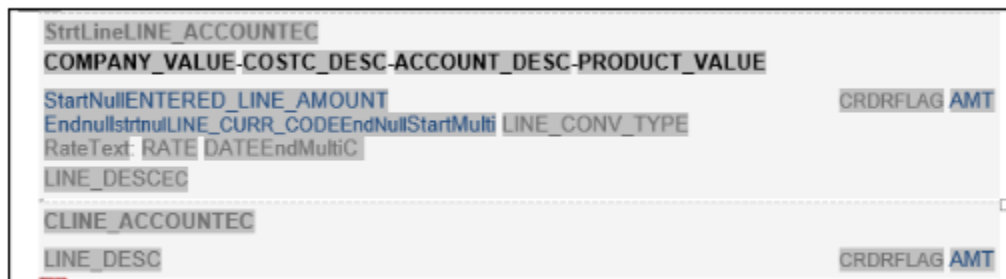 StrtLineLINE_ACCOUNTEC
COMPANY_VALUE-COSTC_DESC-ACCOUNT_DESC-PRODUCT_VALUE
StartNullENTERED_LINE_AMOUNT CRDRFLAG AMT
EndnullstrtnulLINE_CURR_CODEEndNullStartMulti LINE_CONV_TYPE
RateText: RATE DATEEndMultiC
LINE_DESCEC
CLINE_ACCOUNTEC
LINE_DESC CRDRFLAG AMT